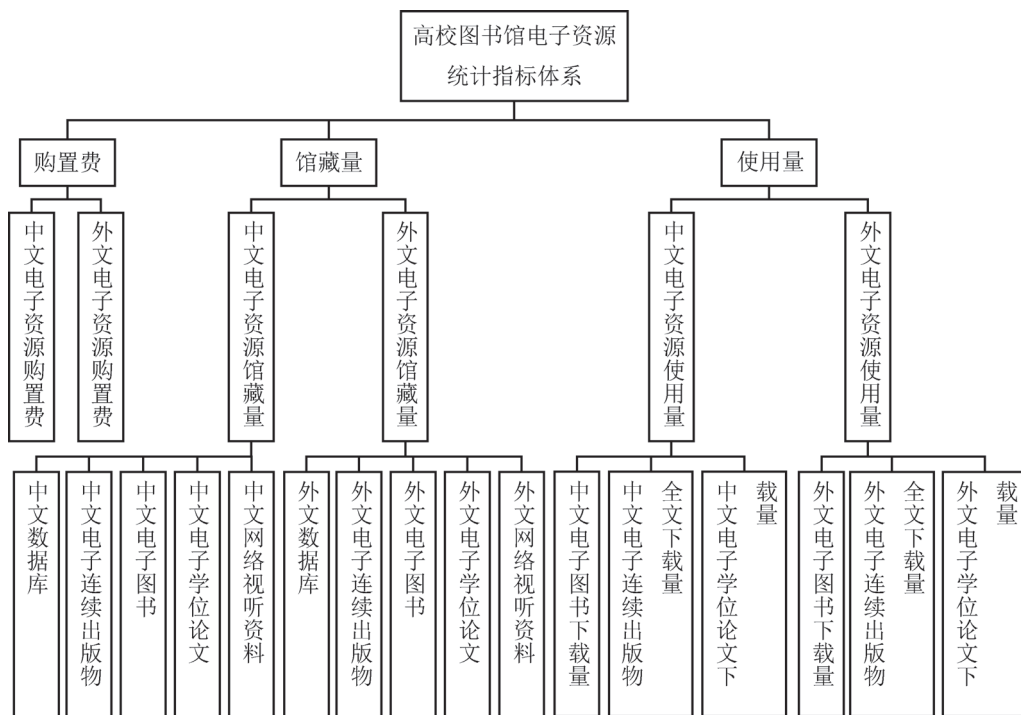 高校图书馆电子资源
统计指标体系
购置费
馆藏量
使用量
中文电子资源购置费
外文电子资源购置费
中文电子资源馆藏量
外文电子资源馆藏量
中文电子资源使用量
外文电子资源使用量
中文数据库
中文电子连续出版物
中文电子图书
中文电子学位论文
中文网络视听资料
外文数据库
外文电子连续出版物
外文电子图书
外文电子学位论文
外文网络视听资料
中文电子图书下载量
中文电子连续出版物
全文下载量
中文电子学位论文下
载量
外文电子图书下载量
外文电子连续出版物
全文下载量
外文电子学位论文下
载量